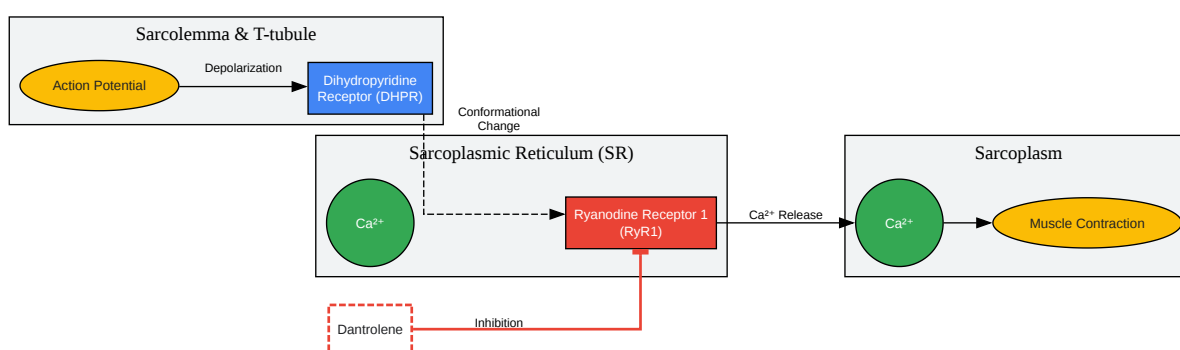 Sarcolemma & T-tubule
Action Potential
Depolarization
Dihydropyridine
Receptor (DHPR)
Conformational
Change
Sarcoplasmic Reticulum (SR)
Ca²⁺
Ryanodine Receptor 1
(RyR1)
Ca²⁺ Release
Sarcoplasm
Ca²⁺
Muscle Contraction
Dantrolene
Inhibition